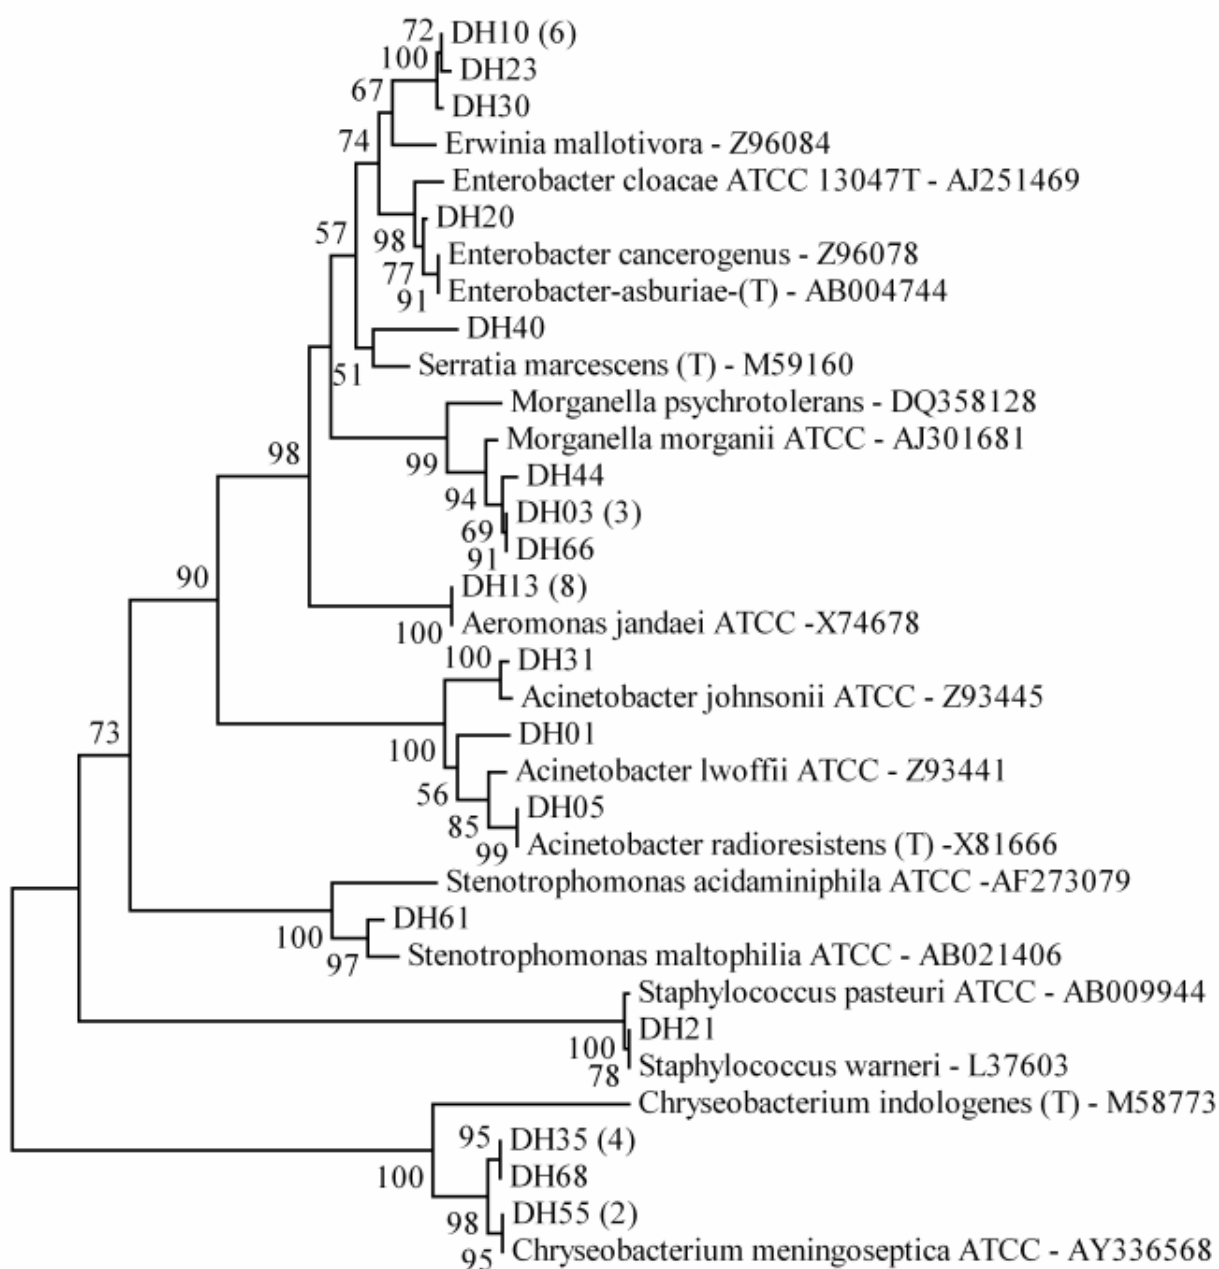 72 DH10 (6)
100
DH23
67
DH30
74
Erwinia mallotivora - Z96084
Enterobacter cloacae ATCC 13047T - AJ251469
DH20
57
98
Enterobacter cancerogenus - Z96078
77
91
Enterobacter-asburiae-(T) - AB004744
DH40
Serratia marcescens (T) - M59160
51
Morganella psychrotolerans - DQ358128
Morganella morganii ATCC - AJ301681
98
99
DH44
94
DH03 (3)
69
DH66
91
90
DH13 (8)
Aeromonas jandaei ATCC -X74678
100
100 DH31
Acinetobacter johnsonii ATCC - Z93445
73
DH01
100
Acinetobacter lwoffii ATCC - Z93441
56
DH05
85
Acinetobacter radioresistens (T) -X81666
99
Stenotrophomonas acidaminiphila ATCC -AF273079
DH61
100
Stenotrophomonas maltophilia ATCC - AB021406
97
Staphylococcus pasteuri ATCC - AB009944
DH21
100
Staphylococcus warneri - L37603
78
Chryseobacterium indologenes (T) - M58773
95 DH35 (4)
100
DH68
DH55 (2)
98
Chryseobacterium meningoseptica ATCC - AY336568
95